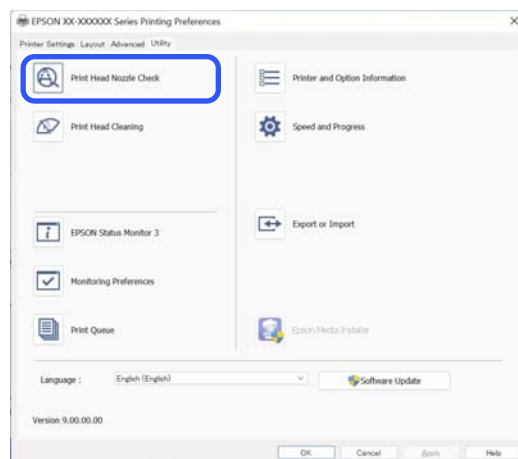 EPSON XX-XXXXXX Series Printing Preferences
Printer Settings Layout Advanced Utility
Print Head Nozzle Check
Printer and Option Information
Print Head Cleaning
Speed and Progress
EPSON Status Monitor 3
Export or Import
Monitoring Preferences
Print Queue
Epson Media Installer
Language : English (English)
Software Update
Version 9.00.00.00
OK Cancel Apply Help